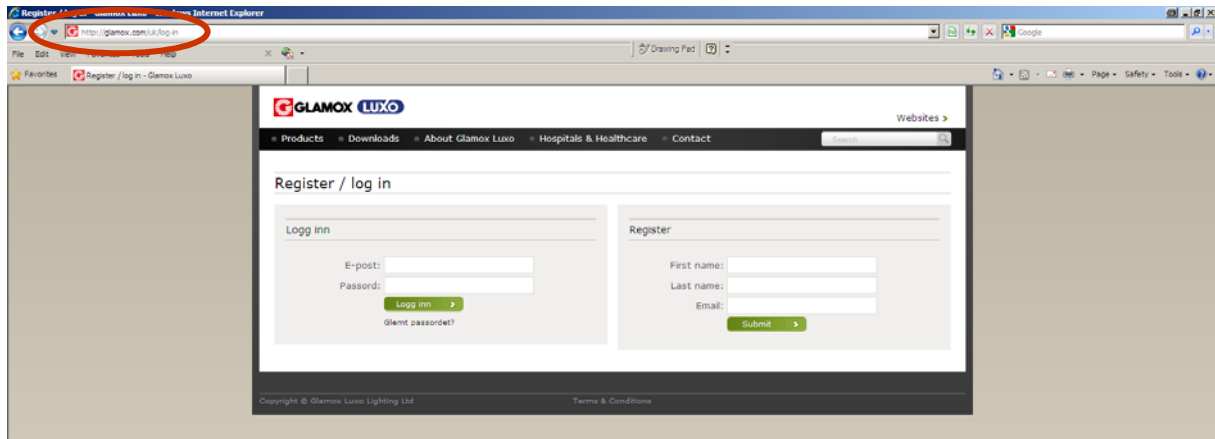 Register / log in - Glamox Luxo - Windows Internet Explorer
http://glamox.com/uk/log-in
Google
File Edit View Favorites Tools Help
Drawing Pad
Favorites
Register / log in - Glamox Luxo
Page Safety Tools
GLAMOX LUXO
Websites
Products Downloads About Glamox Luxo Hospitals & Healthcare Contact
Search
Register / log in
Logg inn
E-post:
Passord:
Logg inn
Glemt passordet?
Register
First name:
Last name:
Email:
Submit
Copyright © Glamox Luxo Lighting Ltd
Terms & Conditions